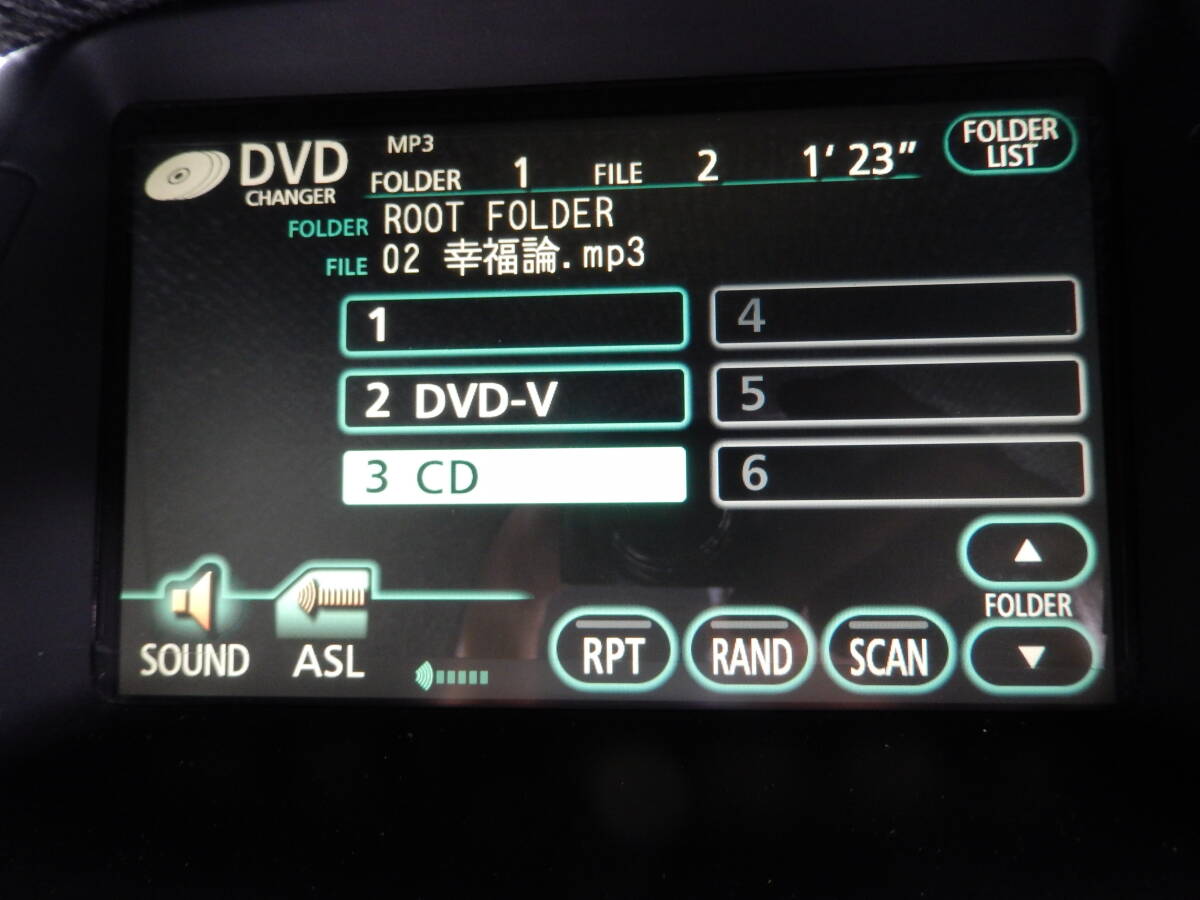 DVD
CHANGER
MP3
FOLDER 1 FILE 2 1′23″
FOLDER LIST
FOLDER ROOT FOLDER
FILE 02 幸福論.mp3
1
4
2 DVD-V
5
3 CD
6
FOLDER
SOUND
ASL
RPT
RAND
SCAN